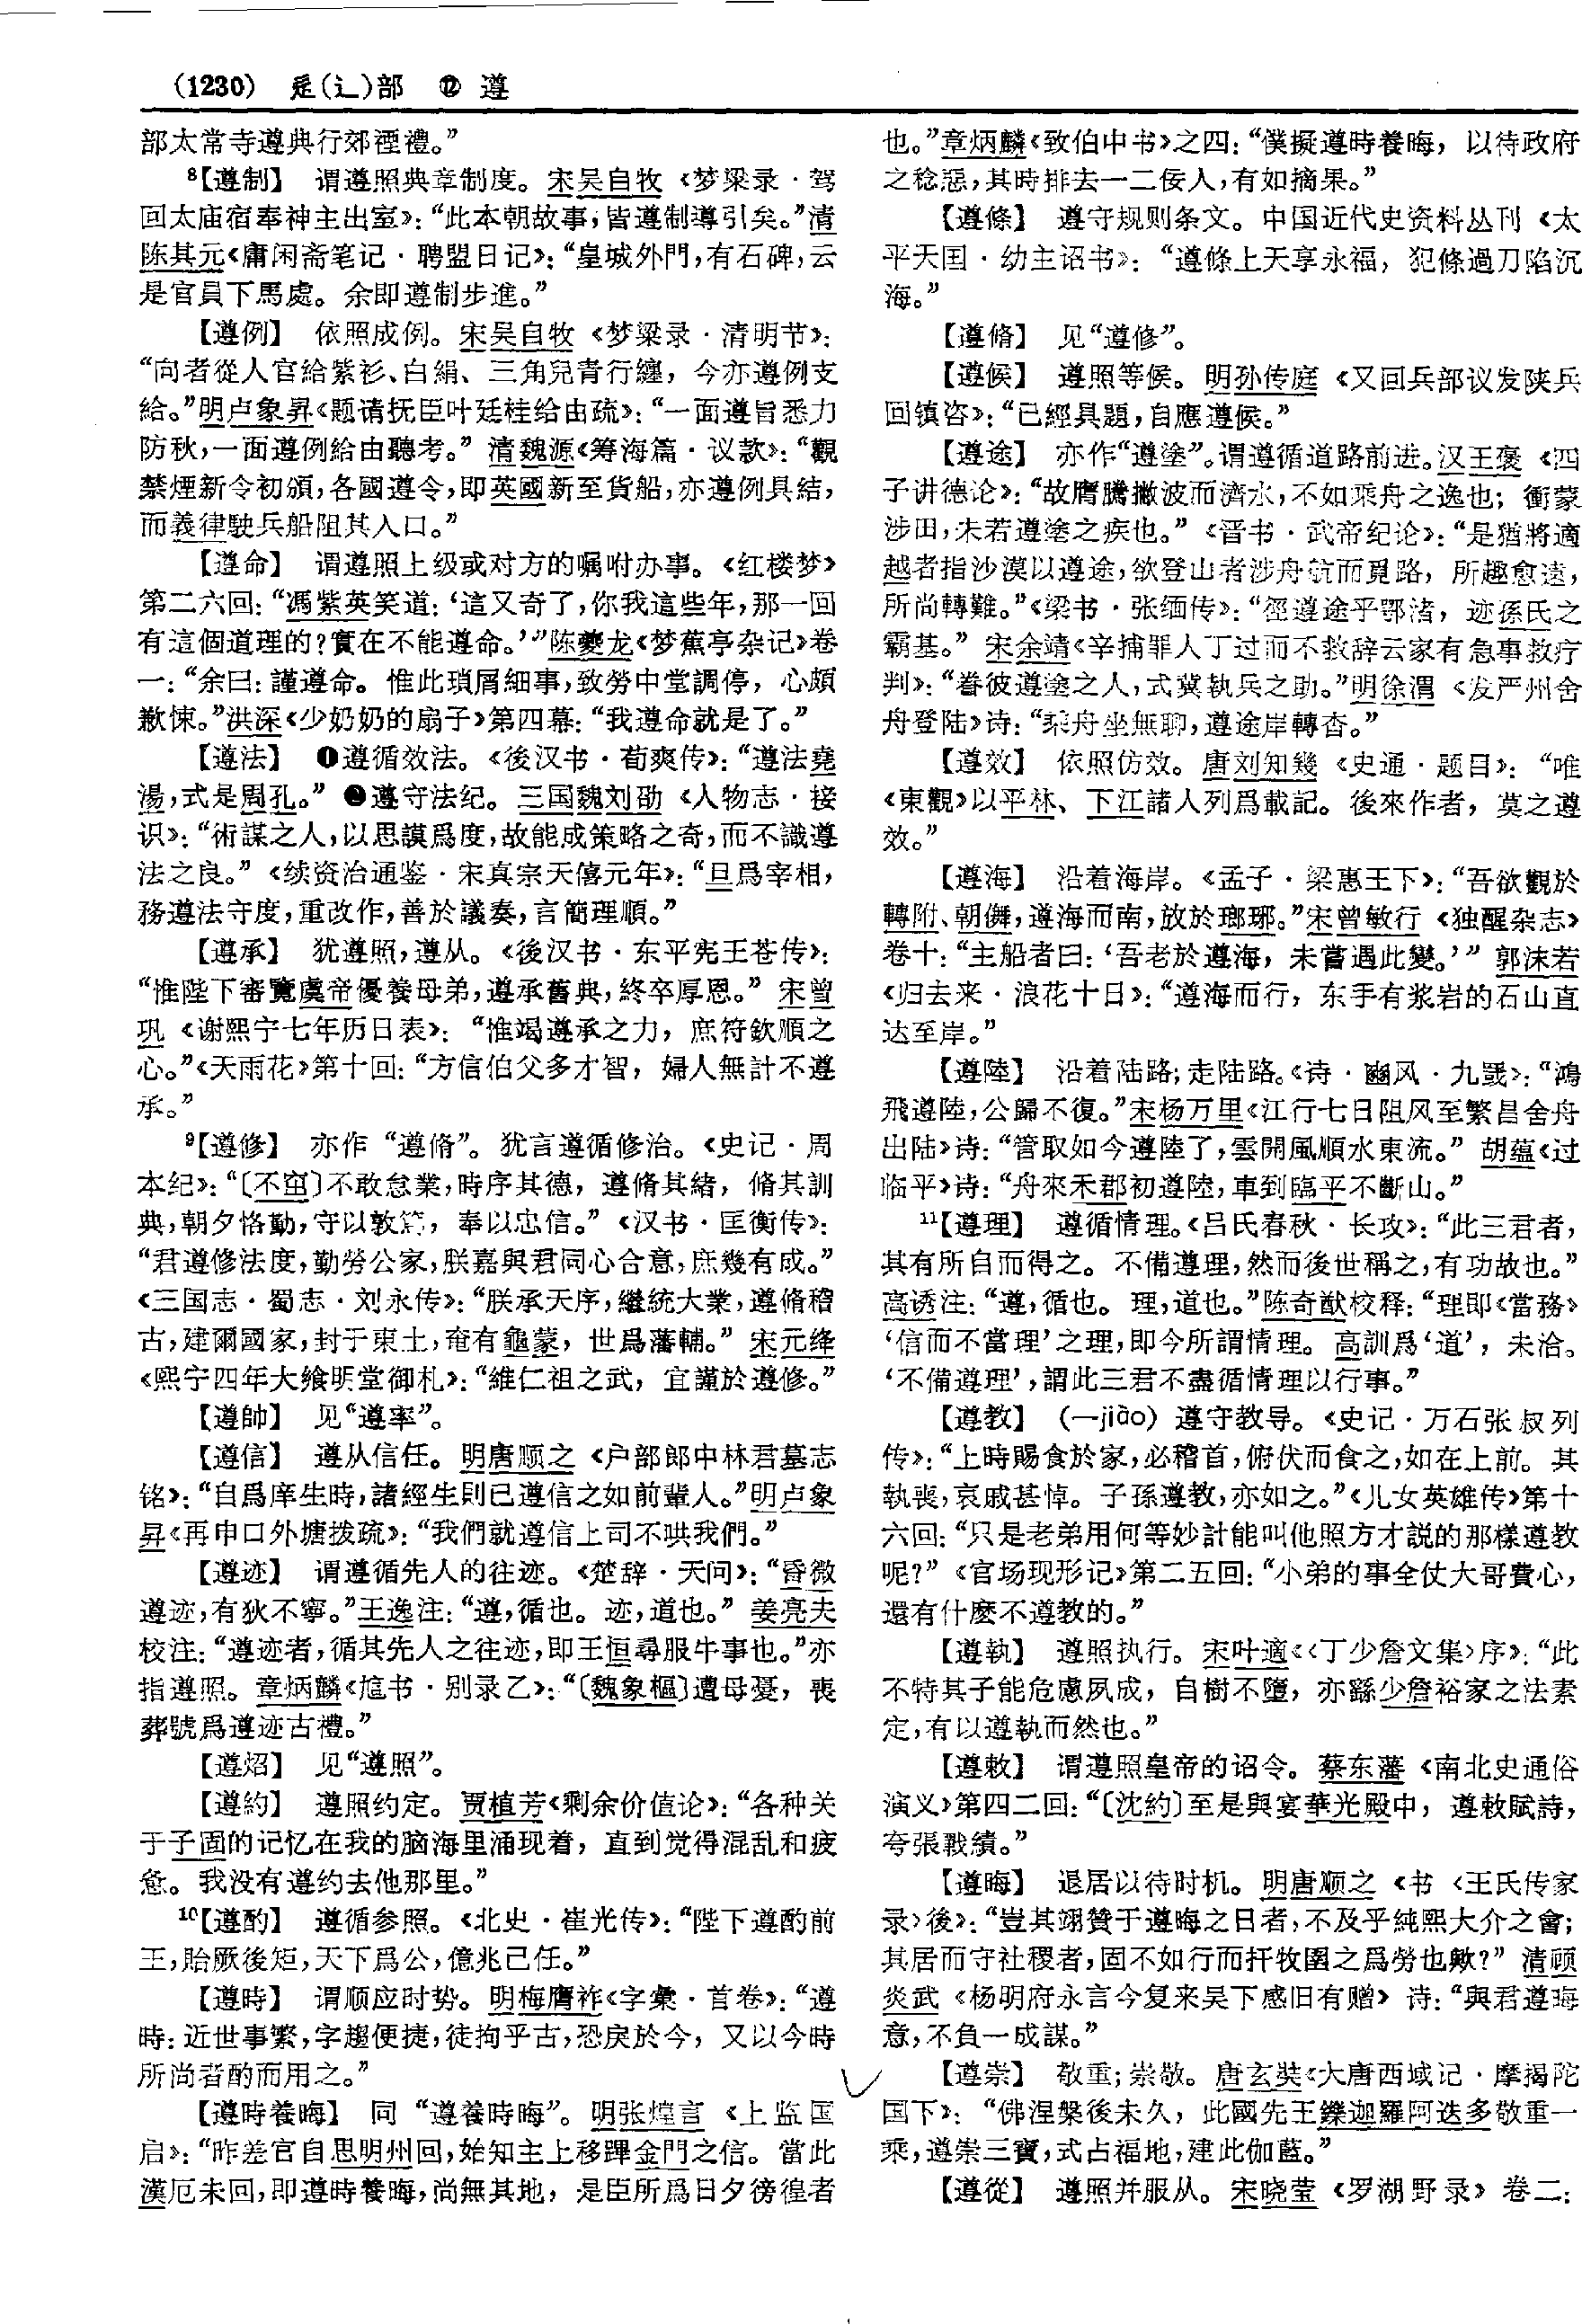 (1230) 辵(辶)部 ⑫ 遵
部太常寺遵典行郊禋禮。”
⁸【遵制】 谓遵照典章制度。宋吴自牧《梦粱录·驾
回太庙宿奉神主出室》：“此本朝故事，皆遵制導引矣。”清
陈其元《庸闲斋笔记·聘盟日记》：“皇城外門，有石碑，云
是官員下馬處。余即遵制步進。”
【遵例】 依照成例。宋吴自牧《梦粱录·清明节》：
“向者從人官給紫衫、白絹、三角兒青行纏，今亦遵例支
給。”明卢象昇《题请抚臣叶廷桂给由疏》：“一面遵旨悉力
防秋，一面遵例給由聽考。”清魏源《筹海篇·议款》：“觀
禁煙新令初頒，各國遵令，即英國新至貨船，亦遵例具結，
而義律駛兵船阻其入口。”
【遵命】 谓遵照上级或对方的嘱咐办事。《红楼梦》
第二六回：“馮紫英笑道：‘這又奇了，你我這些年，那一回
有這個道理的？實在不能遵命。’”陈夔龙《梦蕉亭杂记》卷
一：“余曰：謹遵命。惟此瑣屑細事，致勞中堂調停，心頗
歉悚。”洪深《少奶奶的扇子》第四幕：“我遵命就是了。”
【遵法】 ❶遵循效法。《後汉书·荀爽传》：“遵法堯
湯，式是周孔。”❷遵守法纪。三国魏刘劭《人物志·接
识》：“術謀之人，以思謨爲度，故能成策略之奇，而不識遵
法之良。”《续资治通鉴·宋真宗天僖元年》：“旦爲宰相，
務遵法守度，重改作，善於議奏，言簡理順。”
【遵承】 犹遵照，遵从。《後汉书·东平宪王苍传》：
“惟陛下審覽虞帝優養母弟，遵承舊典，終卒厚恩。”宋曾
巩《谢熙宁七年历日表》：“惟竭遵承之力，庶符欽順之
心。”《天雨花》第十回：“方信伯父多才智，婦人無計不遵
承。”
⁹【遵修】 亦作“遵脩”。犹言遵循修治。《史记·周
本纪》：“〔不窋〕不敢怠業，時序其德，遵脩其緒，脩其訓
典，朝夕恪勤，守以敦篤，奉以忠信。”《汉书·匡衡传》：
“君遵修法度，勤勞公家，朕嘉與君同心合意，庶幾有成。”
《三国志·蜀志·刘永传》：“朕承天序，繼統大業，遵脩稽
古，建爾國家，封于東土，奄有龜蒙，世爲藩輔。”宋元绛
《熙宁四年大飨明堂御札》：“維仁祖之武，宜謹於遵修。”
【遵帥】 见“遵率”。
【遵信】 遵从信任。明唐顺之《户部郎中林君墓志
铭》：“自爲庠生時，諸經生則已遵信之如前輩人。”明卢象
昇《再申口外塘拨疏》：“我們就遵信上司不哄我們。”
【遵迹】 谓遵循先人的往迹。《楚辞·天问》：“昏微
遵迹，有狄不寧。”王逸注：“遵，循也。迹，道也。”姜亮夫
校注：“遵迹者，循其先人之往迹，即王恒尋服牛事也。”亦
指遵照。章炳麟《訄书·别录乙》：“〔魏象樞〕遭母憂，喪
葬號爲遵迹古禮。”
【遵炤】 见“遵照”。
【遵約】 遵照约定。贾植芳《剩余价值论》：“各种关
于子固的记忆在我的脑海里涌现着，直到觉得混乱和疲
惫。我没有遵约去他那里。”
¹⁰【遵酌】 遵循参照。《北史·崔光传》：“陛下遵酌前
王，貽厥後矩，天下爲公，億兆己任。”
【遵時】 谓顺应时势。明梅膺祚《字彙·首卷》：“遵
時：近世事繁，字趨便捷，徒拘乎古，恐戾於今，又以今時
所尚者酌而用之。”
【遵時養晦】 同“遵養時晦”。明张煌言《上监国
启》：“昨差官自思明州回，始知主上移蹕金門之信。當此
漢厄未回，即遵時養晦，尚無其地，是臣所爲日夕徬徨者
也。”章炳麟《致伯中书》之四：“僕擬遵時養晦，以待政府
之稔惡，其時排去一二佞人，有如摘果。”
【遵條】 遵守规则条文。中国近代史资料丛刊《太
平天囯·幼主诏书》：“遵條上天享永福，犯條過刀陷沉
海。”
【遵脩】 见“遵修”。
【遵候】 遵照等候。明孙传庭《又回兵部议发陕兵
回镇咨》：“已經具題，自應遵候。”
【遵途】 亦作“遵塗”。谓遵循道路前进。汉王褒《四
子讲德论》：“故膺騰撇波而濟水，不如乘舟之逸也；衝蒙
涉田，未若遵塗之疾也。”《晋书·武帝纪论》：“是猶將適
越者指沙漠以遵途，欲登山者涉舟航而覓路，所趣愈遠，
所尚轉難。”《梁书·张缅传》：“徑遵途乎鄂渚，迹孫氏之
霸基。”宋余靖《辛捕罪人丁过而不救辞云家有急事救疗
判》：“眷彼遵塗之人，式冀執兵之助。”明徐渭《发严州舍
舟登陆》诗：“乘舟坐無聊，遵途岸轉杳。”
【遵效】 依照仿效。唐刘知幾《史通·题目》：“唯
《東觀》以平林、下江諸人列爲載記。後來作者，莫之遵
效。”
【遵海】 沿着海岸。《孟子·梁惠王下》：“吾欲觀於
轉附、朝儛，遵海而南，放於瑯琊。”宋曾敏行《独醒杂志》
卷十：“主船者曰：‘吾老於遵海，未嘗遇此變。’”郭沫若
《归去来·浪花十日》：“遵海而行，东手有浆岩的石山直
达至岸。”
【遵陸】 沿着陆路；走陆路。《诗·豳风·九罭》：“鴻
飛遵陸，公歸不復。”宋杨万里《江行七日阻风至繁昌舍舟
出陆》诗：“管取如今遵陸了，雲開風順水東流。”胡蕴《过
临平》诗：“舟來禾郡初遵陸，車到臨平不斷山。”
¹¹【遵理】 遵循情理。《吕氏春秋·长攻》：“此三君者，
其有所自而得之。不備遵理，然而後世稱之，有功故也。”
高诱注：“遵，循也。理，道也。”陈奇猷校释：“理即《當務》
‘信而不當理’之理，即今所謂情理。高訓爲‘道’，未洽。
‘不備遵理’，謂此三君不盡循情理以行事。”
【遵教】 （—jiào）遵守教导。《史记·万石张叔列
传》：“上時賜食於家，必稽首，俯伏而食之，如在上前。其
執喪，哀戚甚悼。子孫遵教，亦如之。”《儿女英雄传》第十
六回：“只是老弟用何等妙計能叫他照方才説的那樣遵教
呢？”《官场现形记》第二五回：“小弟的事全仗大哥費心，
還有什麽不遵教的。”
【遵執】 遵照执行。宋叶適《〈丁少詹文集〉序》：“此
不特其子能危慮夙成，自樹不墮，亦繇少詹裕家之法素
定，有以遵執而然也。”
【遵敕】 谓遵照皇帝的诏令。蔡东藩《南北史通俗
演义》第四二回：“〔沈約〕至是與宴華光殿中，遵敕賦詩，
夸張戰績。”
【遵晦】 退居以待时机。明唐顺之《书〈王氏传家
录〉後》：“豈其翊贊于遵晦之日者，不及乎純熙大介之會；
其居而守社稷者，固不如行而扞牧圉之爲勞也歟？”清顾
炎武《杨明府永言今复来吴下感旧有赠》诗：“與君遵晦
意，不負一成謀。”
【遵崇】 敬重；崇敬。唐玄奘《大唐西域记·摩揭陀
国下》：“佛涅槃後未久，此國先王鑠迦羅阿迭多敬重一
乘，遵崇三寶，式占福地，建此伽藍。”
【遵從】 遵照并服从。宋晓莹《罗湖野录》卷二：